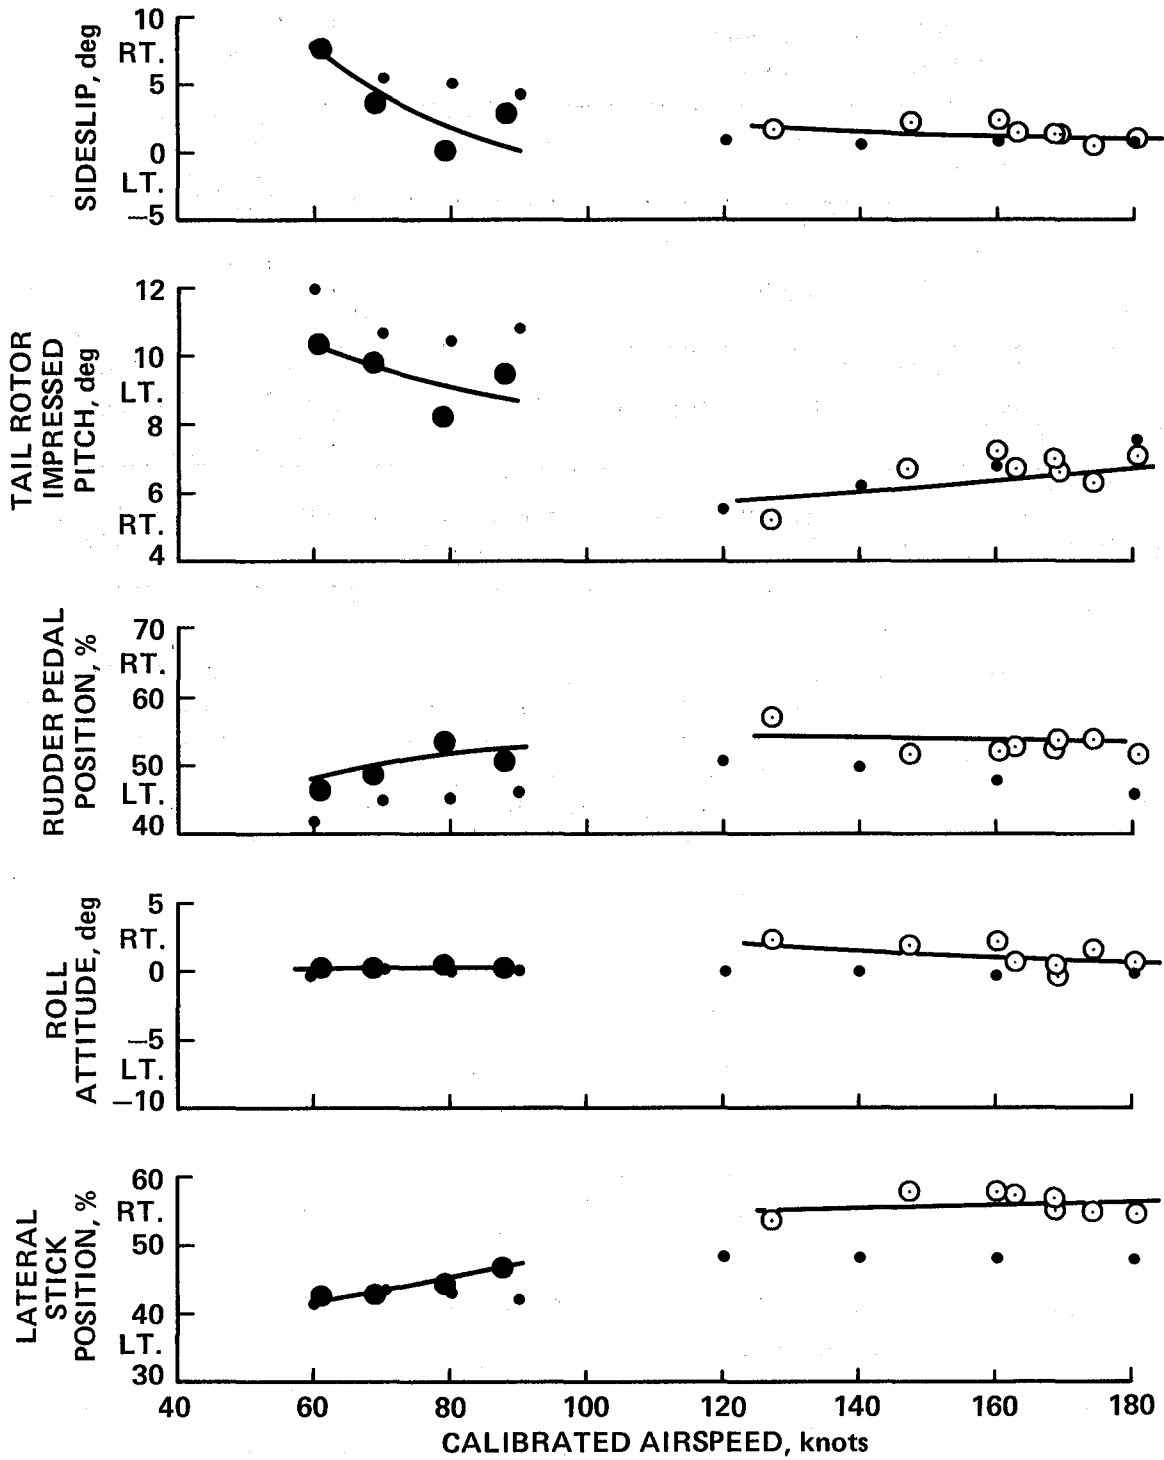 SIDESLIP, deg
10
RT.
5
0
LT.
–5
TAIL ROTOR
IMPRESSED
PITCH, deg
12
10
LT.
8
6
RT.
4
RUDDER PEDAL
POSITION, %
70
RT.
60
50
LT.
40
ROLL
ATTITUDE, deg
5
RT.
0
–5
LT.
–10
LATERAL
STICK
POSITION, %
60
RT.
50
40
LT.
30
40 60 80 100 120 140 160 180
CALIBRATED AIRSPEED, knots